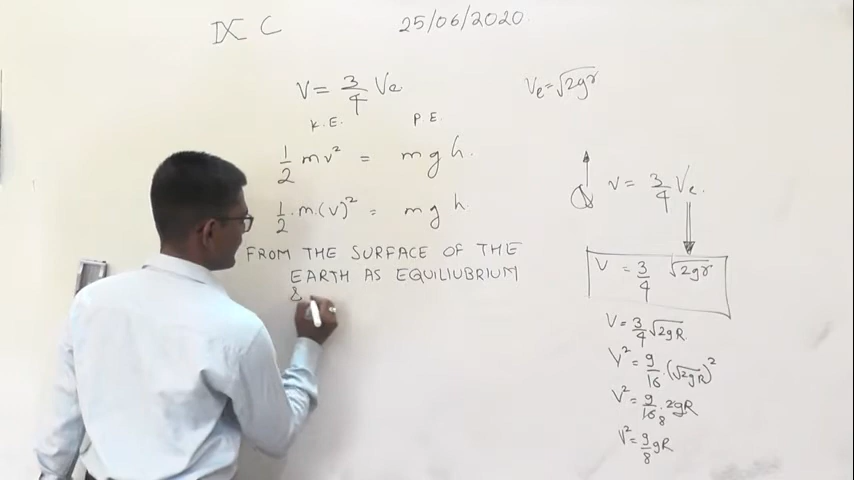 IX C
25/06/2020
V = 3/4 Ve
Ve = √2gr
K.E. P.E.
1/2 mv² = mgh.
1/2 . m.(v)² = mgh
FROM THE SURFACE OF THE
EARTH AS EQUILIUBRIUM
&
v = 3/4 Ve.
V = 3/4 √2gr
V = 3/4 √2gR
V² = 9/16 . (√2gR)²
V² = 9/16 8 . 2gR
V² = 9/8 gR